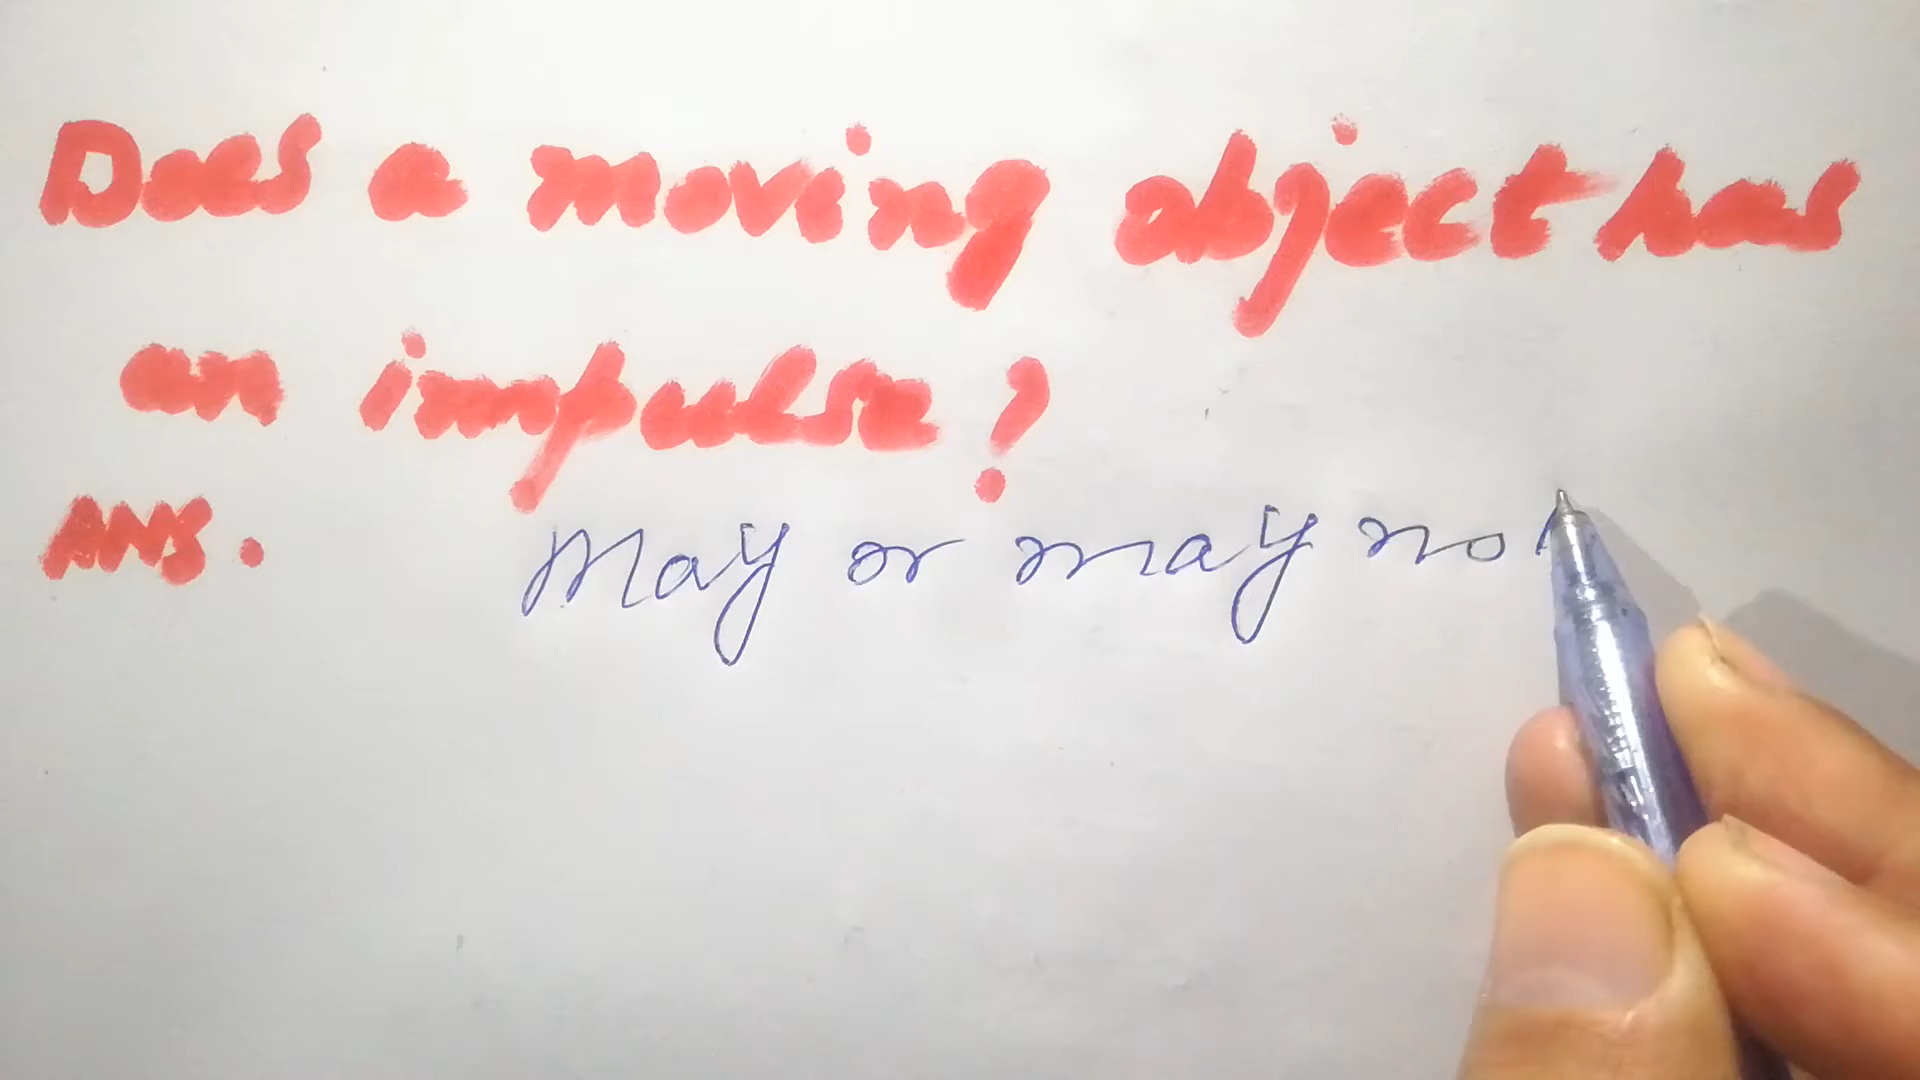 Does a moving object has
an impulse?
ANS. May or may no